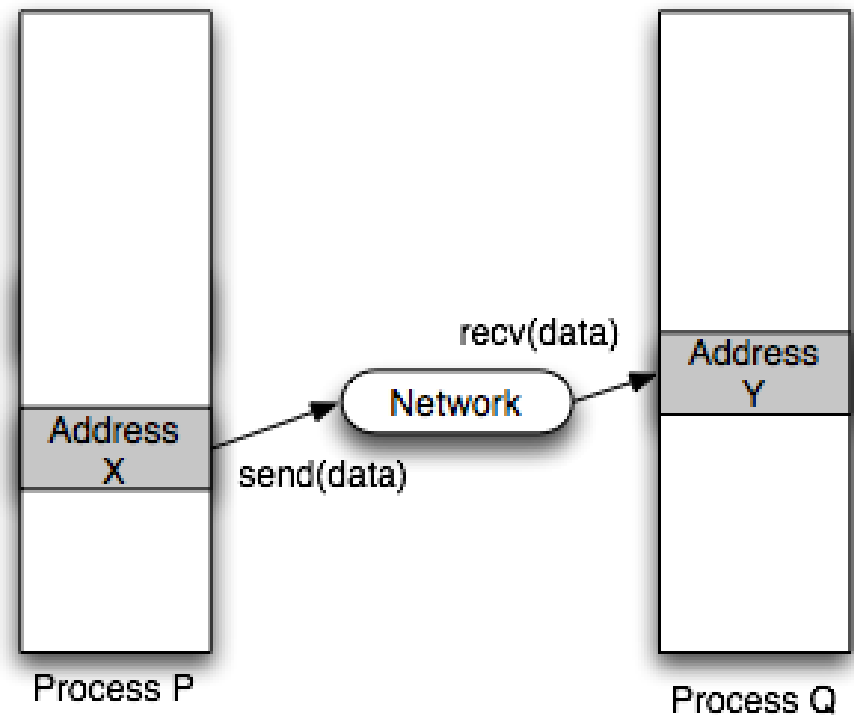 recv(data)
Address
Y
Network
Address
X
send(data)
Process P
Process Q